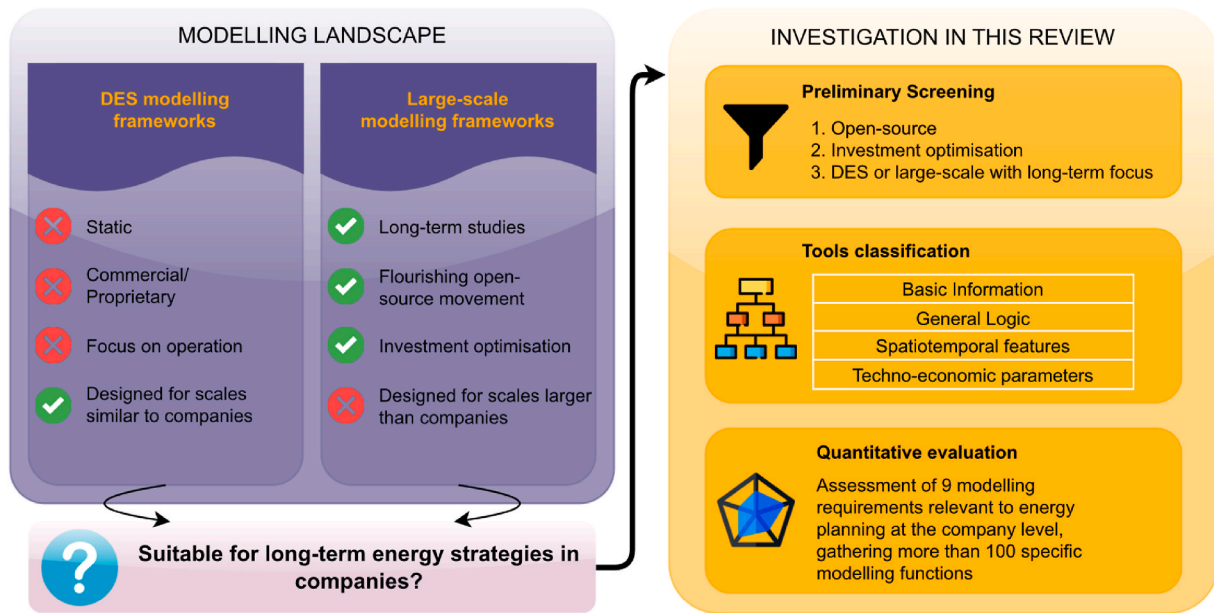 MODELLING LANDSCAPE
DES modelling
frameworks
Static
Commercial/
Proprietary
Focus on operation
Designed for scales
similar to companies
Large-scale
modelling frameworks
Long-term studies
Flourishing open-
source movement
Investment optimisation
Designed for scales larger
than companies
Suitable for long-term energy strategies in
companies?
INVESTIGATION IN THIS REVIEW
Preliminary Screening
1. Open-source
2. Investment optimisation
3. DES or large-scale with long-term focus
Tools classification
Basic Information
General Logic
Spatiotemporal features
Techno-economic parameters
Quantitative evaluation
Assessment of 9 modelling
requirements relevant to energy
planning at the company level,
gathering more than 100 specific
modelling functions